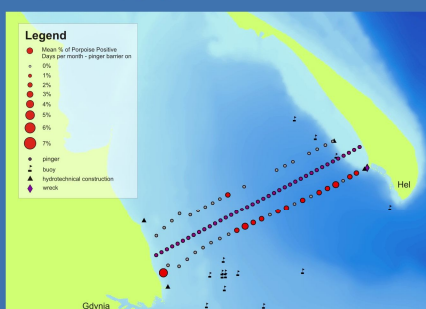 Legend
Mean % of Porpoise Positive
Days per month - pinger barrier on
0%
1%
2%
3%
4%
5%
6%
7%
pinger
buoy
hydrotechnical construction
wreck
Hel
Gdynia